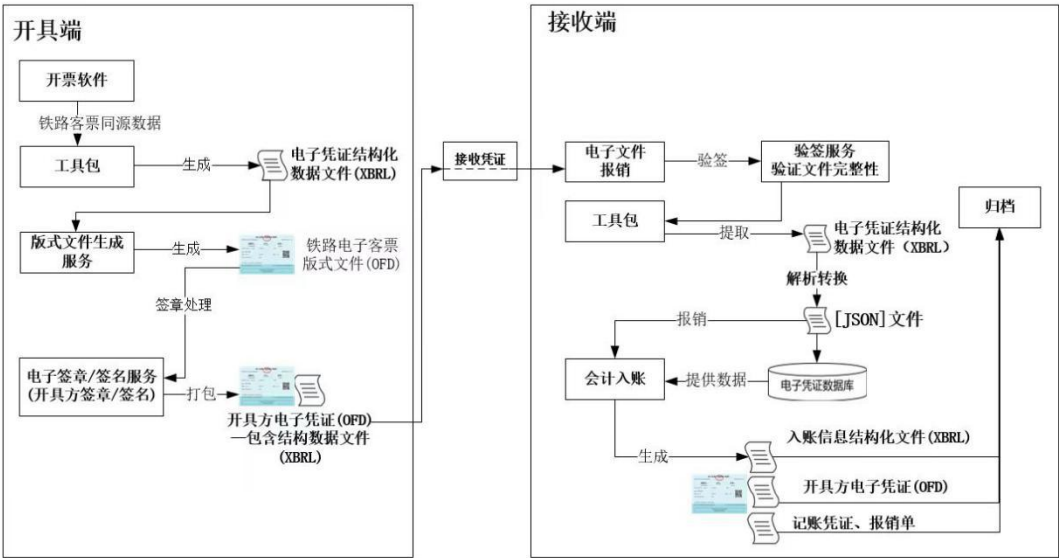 开具端
开票软件
铁路客票同源数据
工具包
生成
电子凭证结构化
数据文件(XBRL)
版式文件生成
服务
生成
铁路电子客票
版式文件(OFD)
签章处理
电子签章/签名服务
(开具方签章/签名)
打包
开具方电子凭证(OFD)
—包含结构数据文件
(XBRL)
接收凭证
接收端
电子文件
报销
验签
验签服务
验证文件完整性
工具包
提取
电子凭证结构化
数据文件（XBRL）
归档
解析转换
报销
[JSON]文件
会计入账
提供数据
电子凭证数据库
生成
入账信息结构化文件(XBRL)
开具方电子凭证(OFD)
记账凭证、报销单